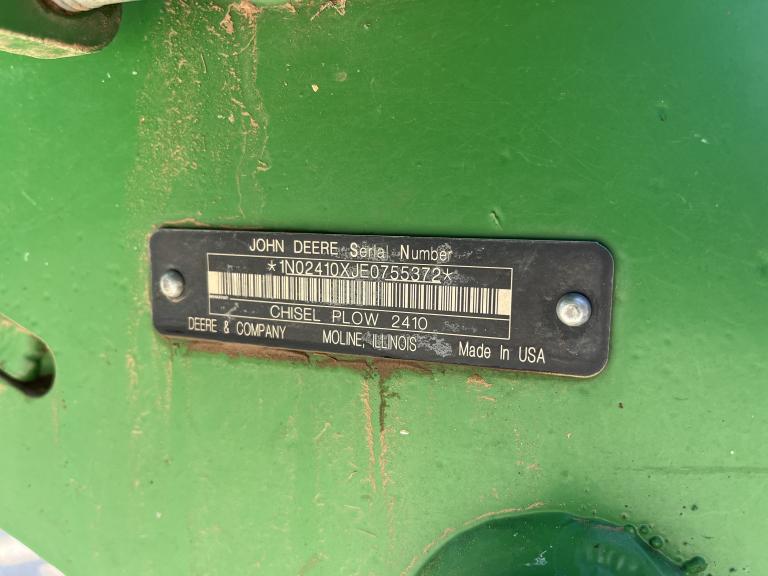 JOHN DEERE Serial Number
*1N02410XJE0755372*
CHISEL PLOW 2410
DEERE & COMPANY MOLINE, ILLINOIS Made In USA